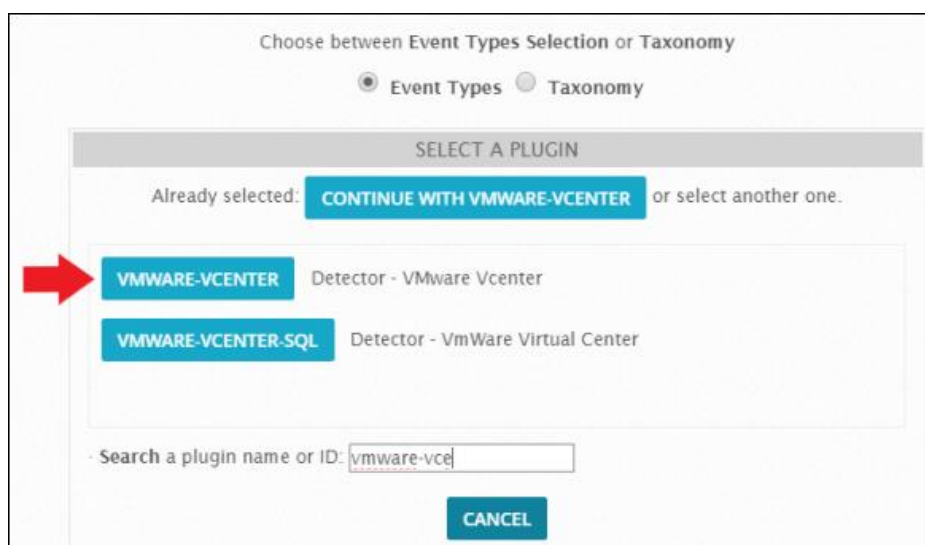 Choose between Event Types Selection or Taxonomy
Event Types Taxonomy
SELECT A PLUGIN
Already selected: CONTINUE WITH VMWARE-VCENTER or select another one.
VMWARE-VCENTER Detector - VMware Vcenter
VMWARE-VCENTER-SQL Detector - VmWare Virtual Center
· Search a plugin name or ID: vmware-vce
CANCEL